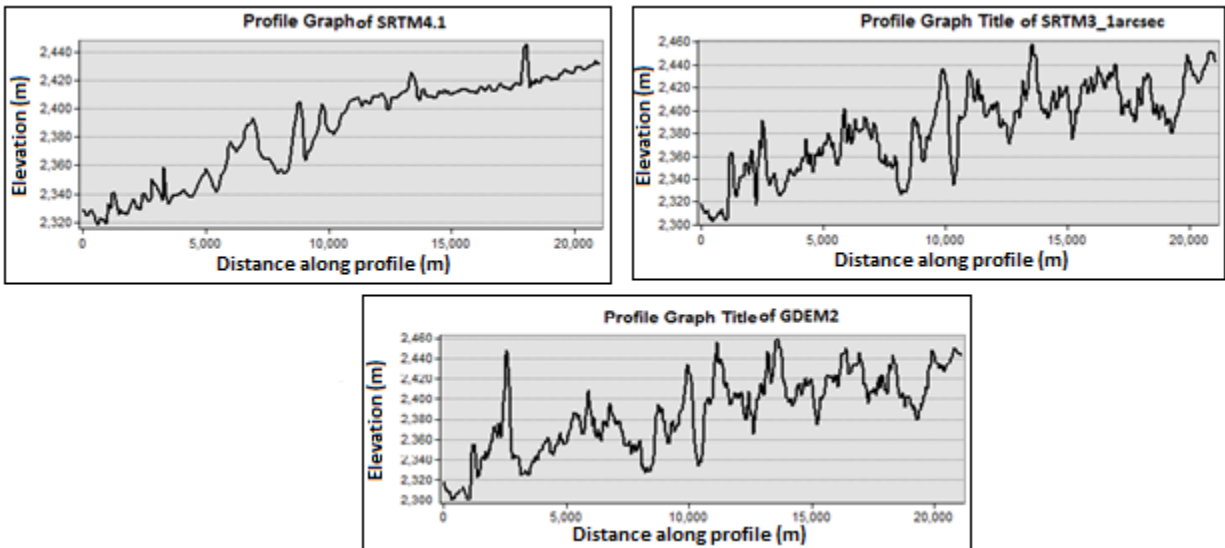 Profile Graph of SRTM4.1
Elevation (m)
2,440
2,420
2,400
2,380
2,360
2,340
2,320
0 5,000 10,000 15,000 20,000
Distance along profile (m)
Profile Graph Title of SRTM3_1arcsec
Elevation (m)
2,460
2,440
2,420
2,400
2,380
2,360
2,340
2,320
2,300
0 5,000 10,000 15,000 20,000
Distance along profile (m)
Profile Graph Title of GDEM2
Elevation (m)
2,460
2,440
2,420
2,400
2,380
2,360
2,340
2,320
2,300
0 5,000 10,000 15,000 20,000
Distance along profile (m)